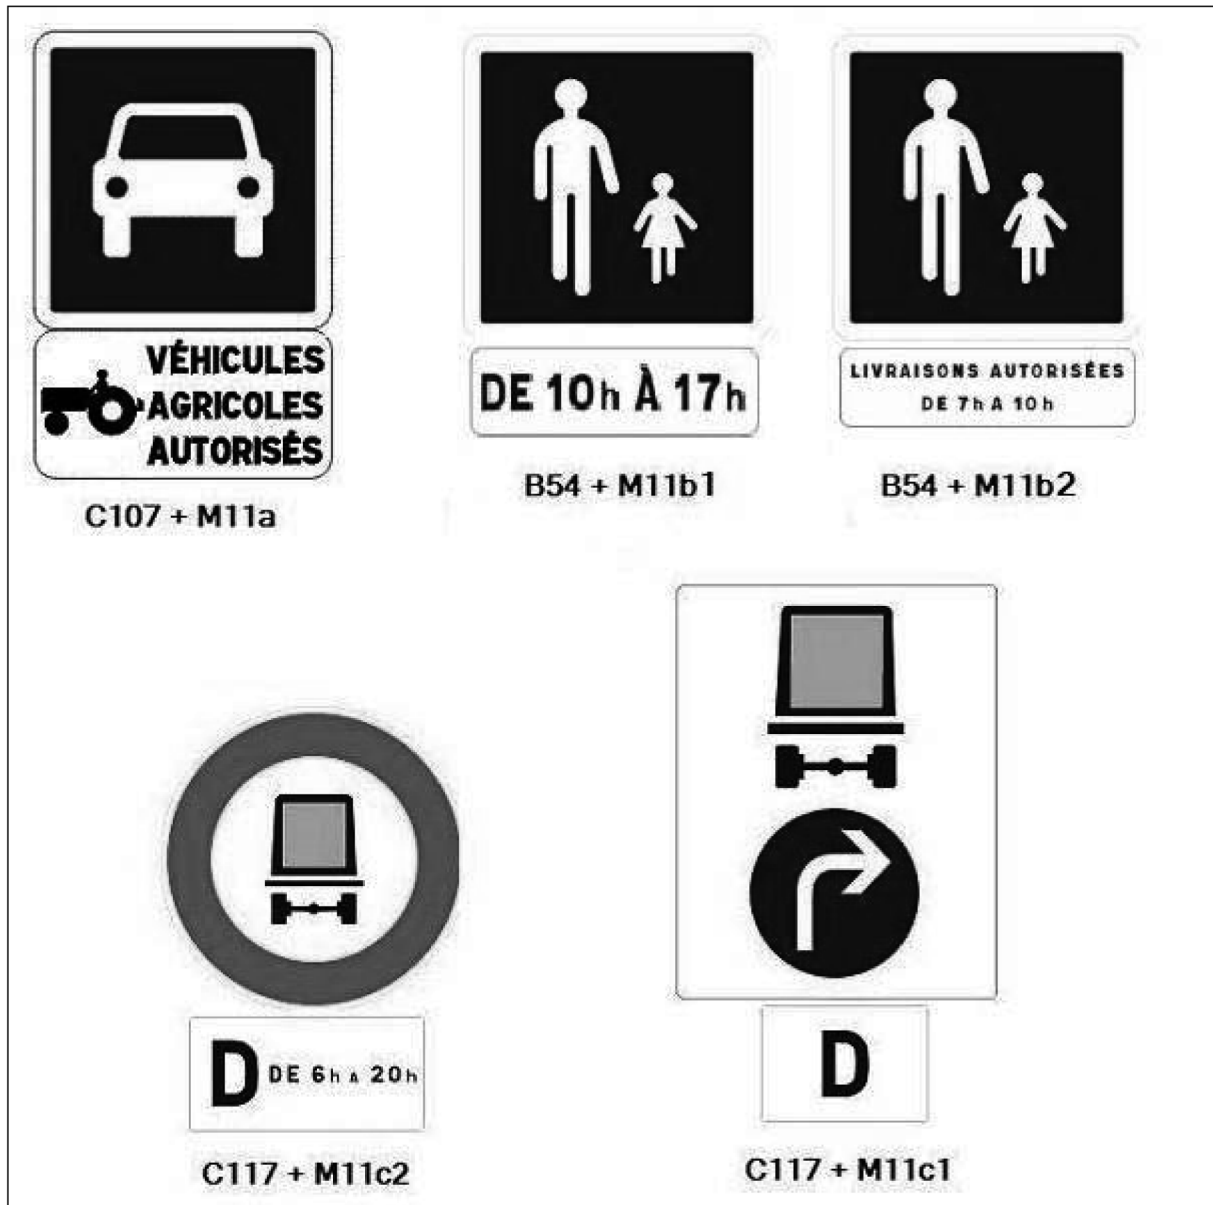 VÉHICULES
AGRICOLES
AUTORISÉS
C107 + M11a
DE 10h À 17h
B54 + M11b1
LIVRAISONS AUTORISÉES
DE 7h A 10h
B54 + M11b2
D DE 6h A 20h
C117 + M11c2
D
C117 + M11c1